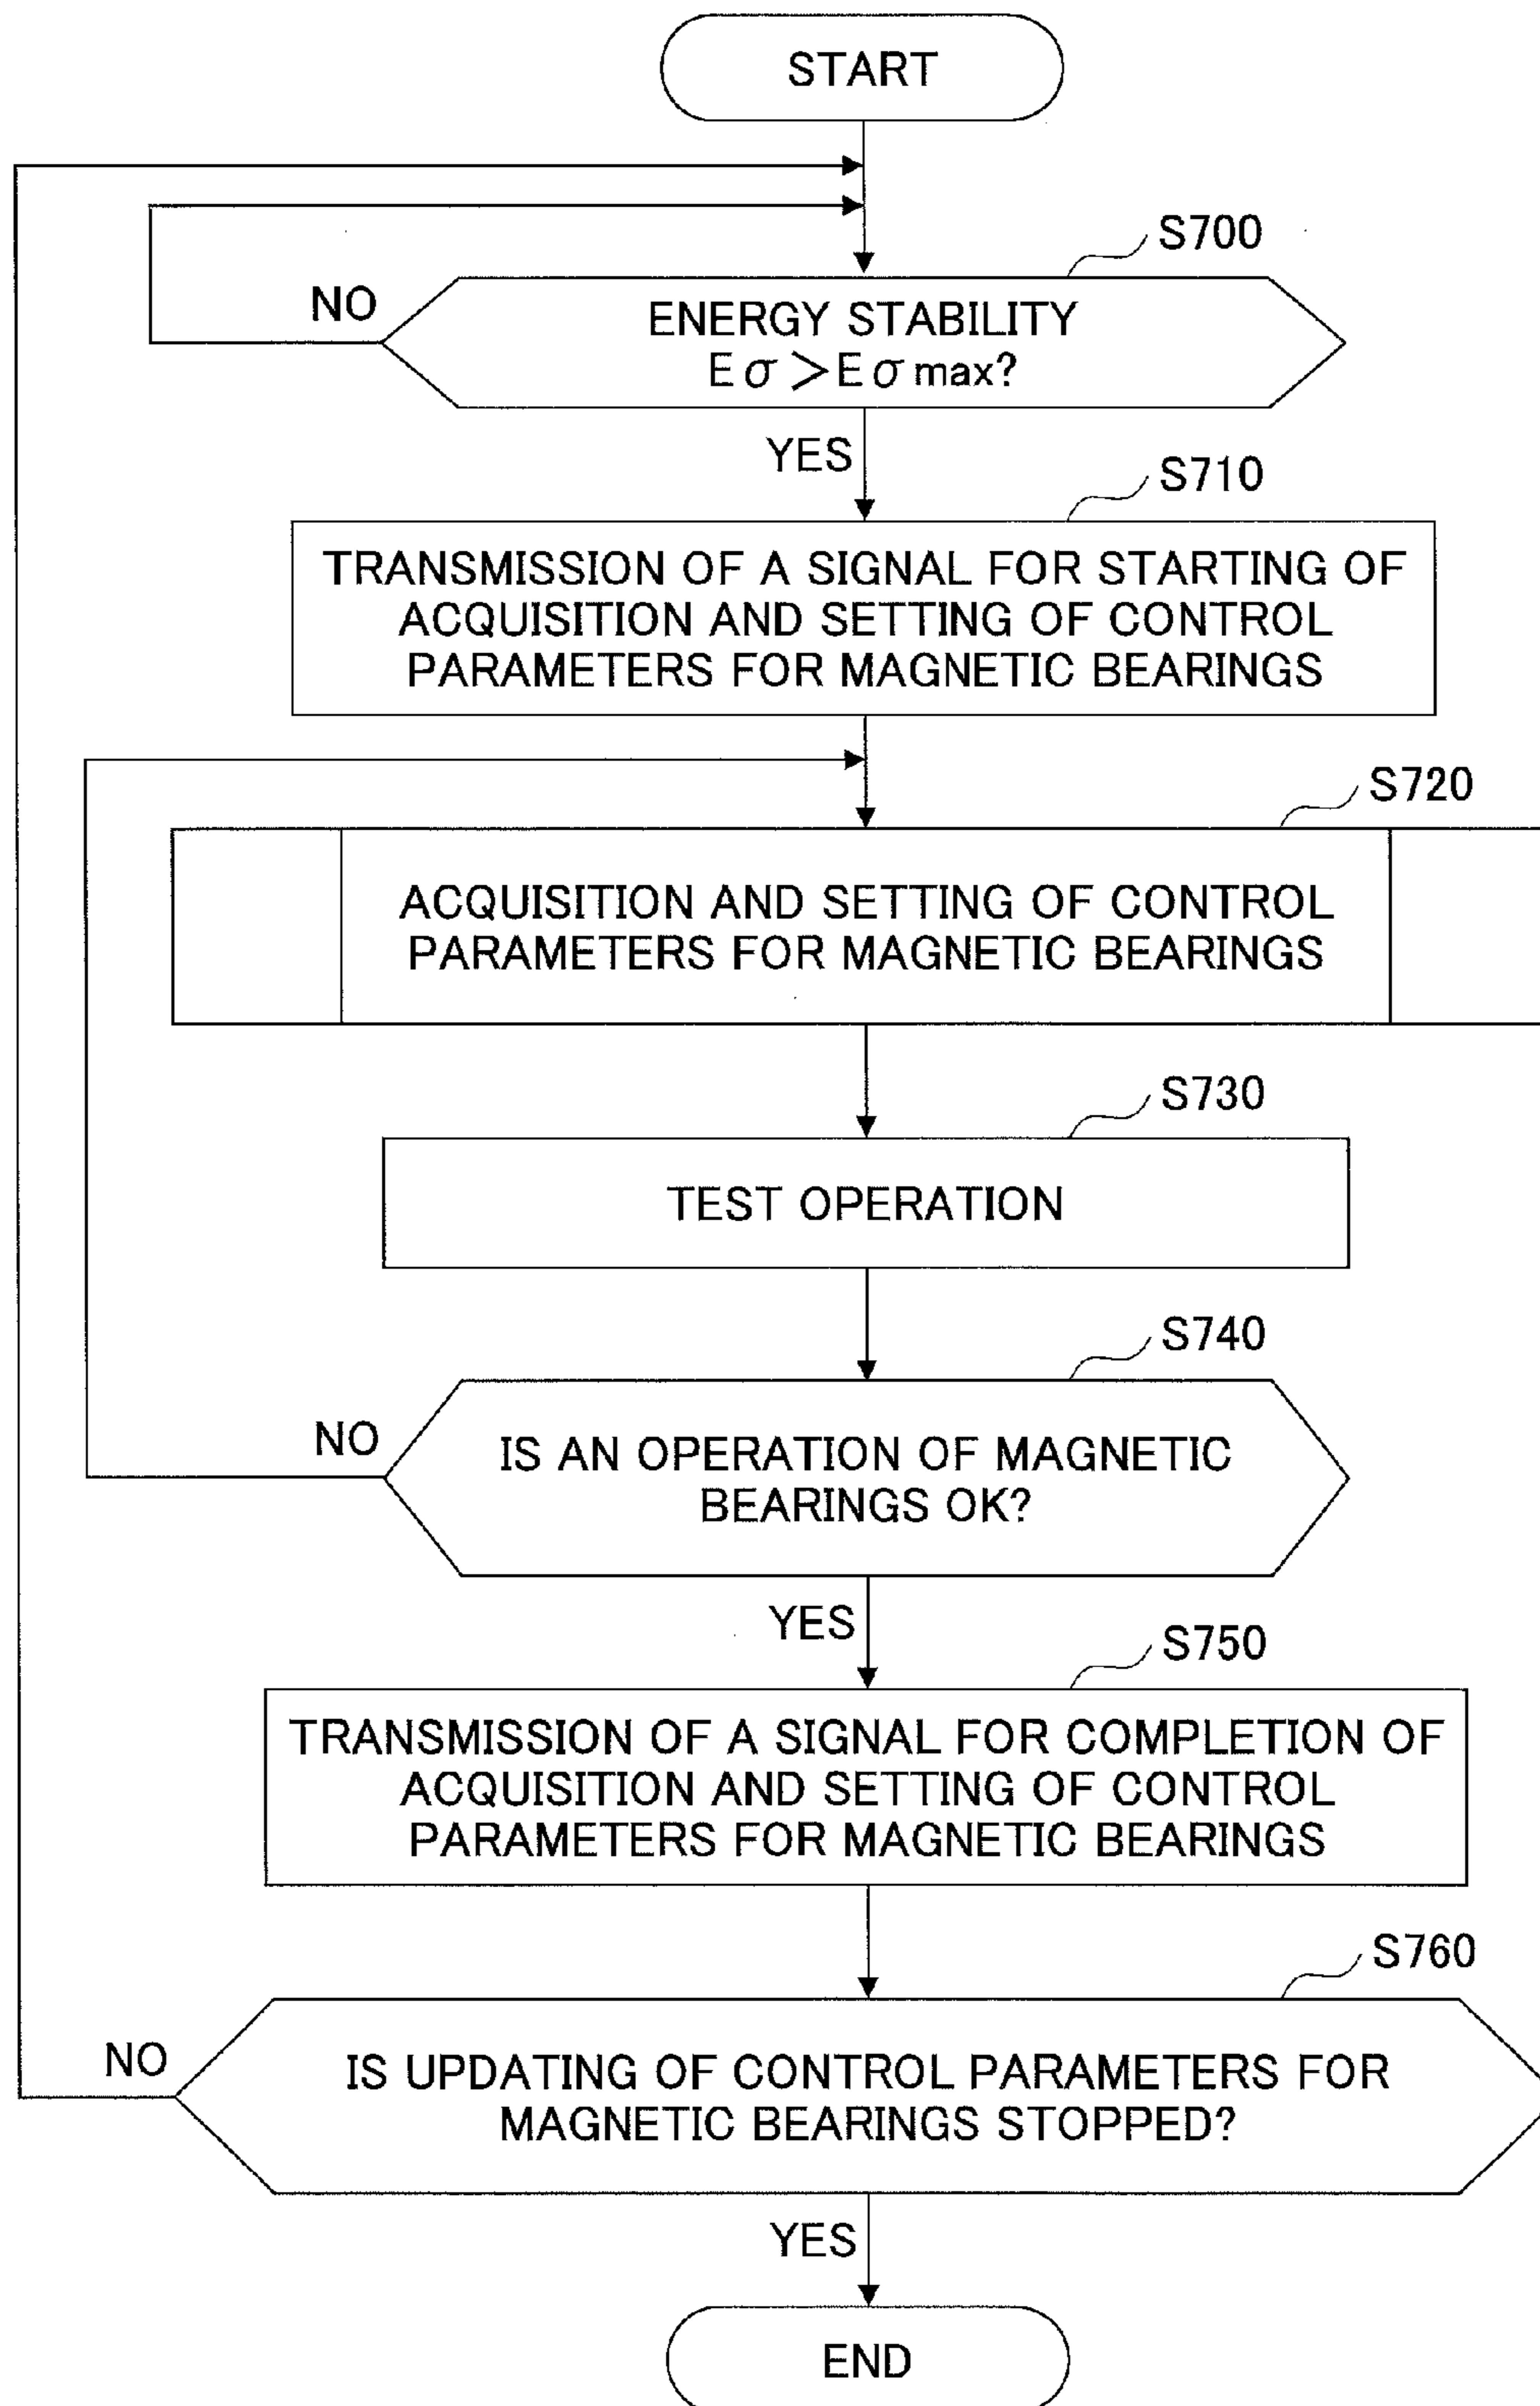 START
S700
NO
ENERGY STABILITY
Eσ>Eσmax?
YES
S710
TRANSMISSION OF A SIGNAL FOR STARTING OF
ACQUISITION AND SETTING OF CONTROL
PARAMETERS FOR MAGNETIC BEARINGS
S720
ACQUISITION AND SETTING OF CONTROL
PARAMETERS FOR MAGNETIC BEARINGS
S730
TEST OPERATION
S740
NO
IS AN OPERATION OF MAGNETIC
BEARINGS OK?
YES
S750
TRANSMISSION OF A SIGNAL FOR COMPLETION OF
ACQUISITION AND SETTING OF CONTROL
PARAMETERS FOR MAGNETIC BEARINGS
S760
NO
IS UPDATING OF CONTROL PARAMETERS FOR
MAGNETIC BEARINGS STOPPED?
YES
END